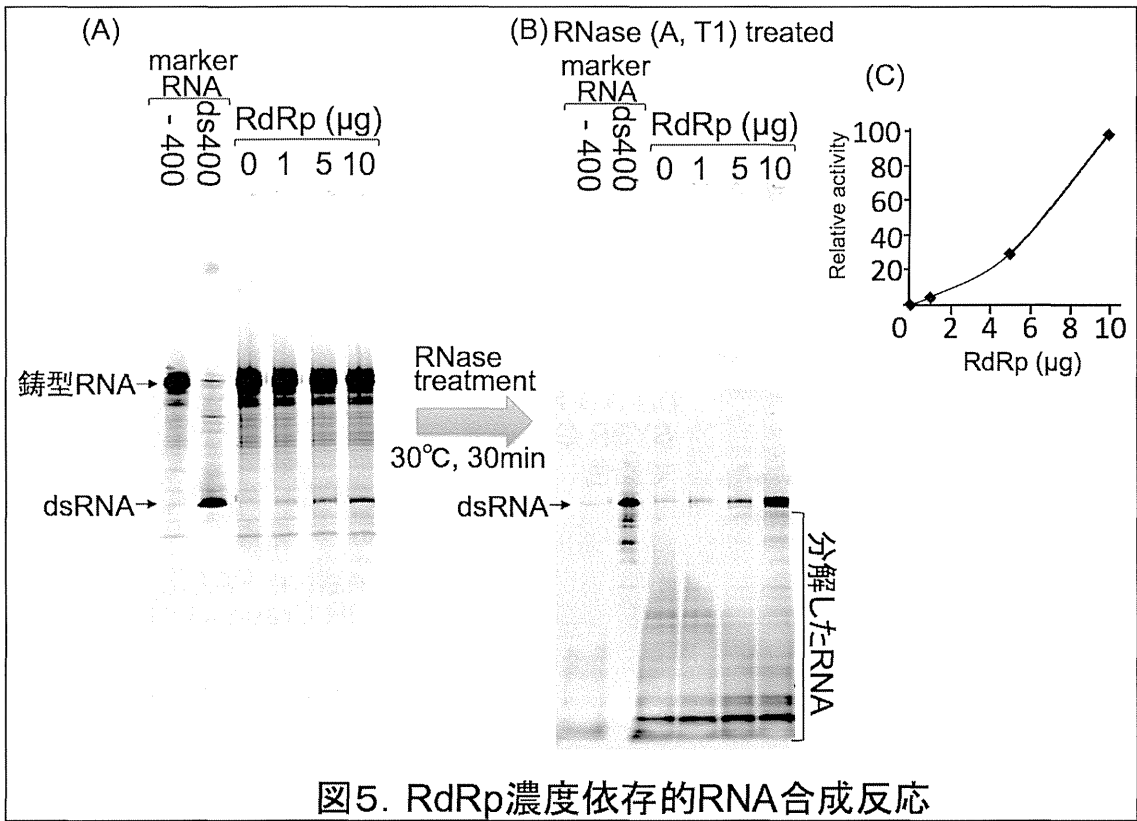 (A)
marker
RNA
- 400
ds400
RdRp (μg)
0 1 5 10
鋳型RNA→
dsRNA→
RNase
treatment
30℃, 30min
(B) RNase (A, T1) treated
marker
RNA
- 400
ds400
RdRp (μg)
0 1 5 10
dsRNA→
分解したRNA
(C)
Relative activity
100
80
60
40
20
0 2 4 6 8 10
RdRp (μg)
図5. RdRp濃度依存的RNA合成反応